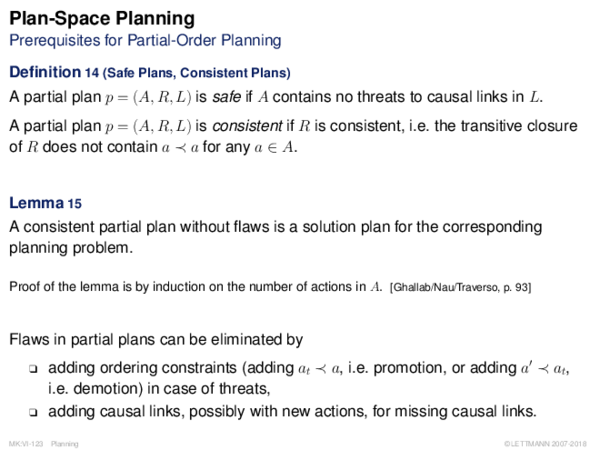 Plan-Space Planning
Prerequisites for Partial-Order Planning
Definition 14 (Safe Plans, Consistent Plans)
A partial plan p = (A, R, L) is safe if A contains no threats to causal links in L.
A partial plan p = (A, R, L) is consistent if R is consistent, i.e. the transitive closure
of R does not contain a ≺ a for any a ∈ A.
Lemma 15
A consistent partial plan without flaws is a solution plan for the corresponding
planning problem.
Proof of the lemma is by induction on the number of actions in A. [Ghallab/Nau/Traverso, p. 93]
Flaws in partial plans can be eliminated by
❑ adding ordering constraints (adding aₜ ≺ a, i.e. promotion, or adding a′ ≺ aₜ,
i.e. demotion) in case of threats,
❑ adding causal links, possibly with new actions, for missing causal links.
MK:VI-123 Planning ©LETTMANN 2007-2018